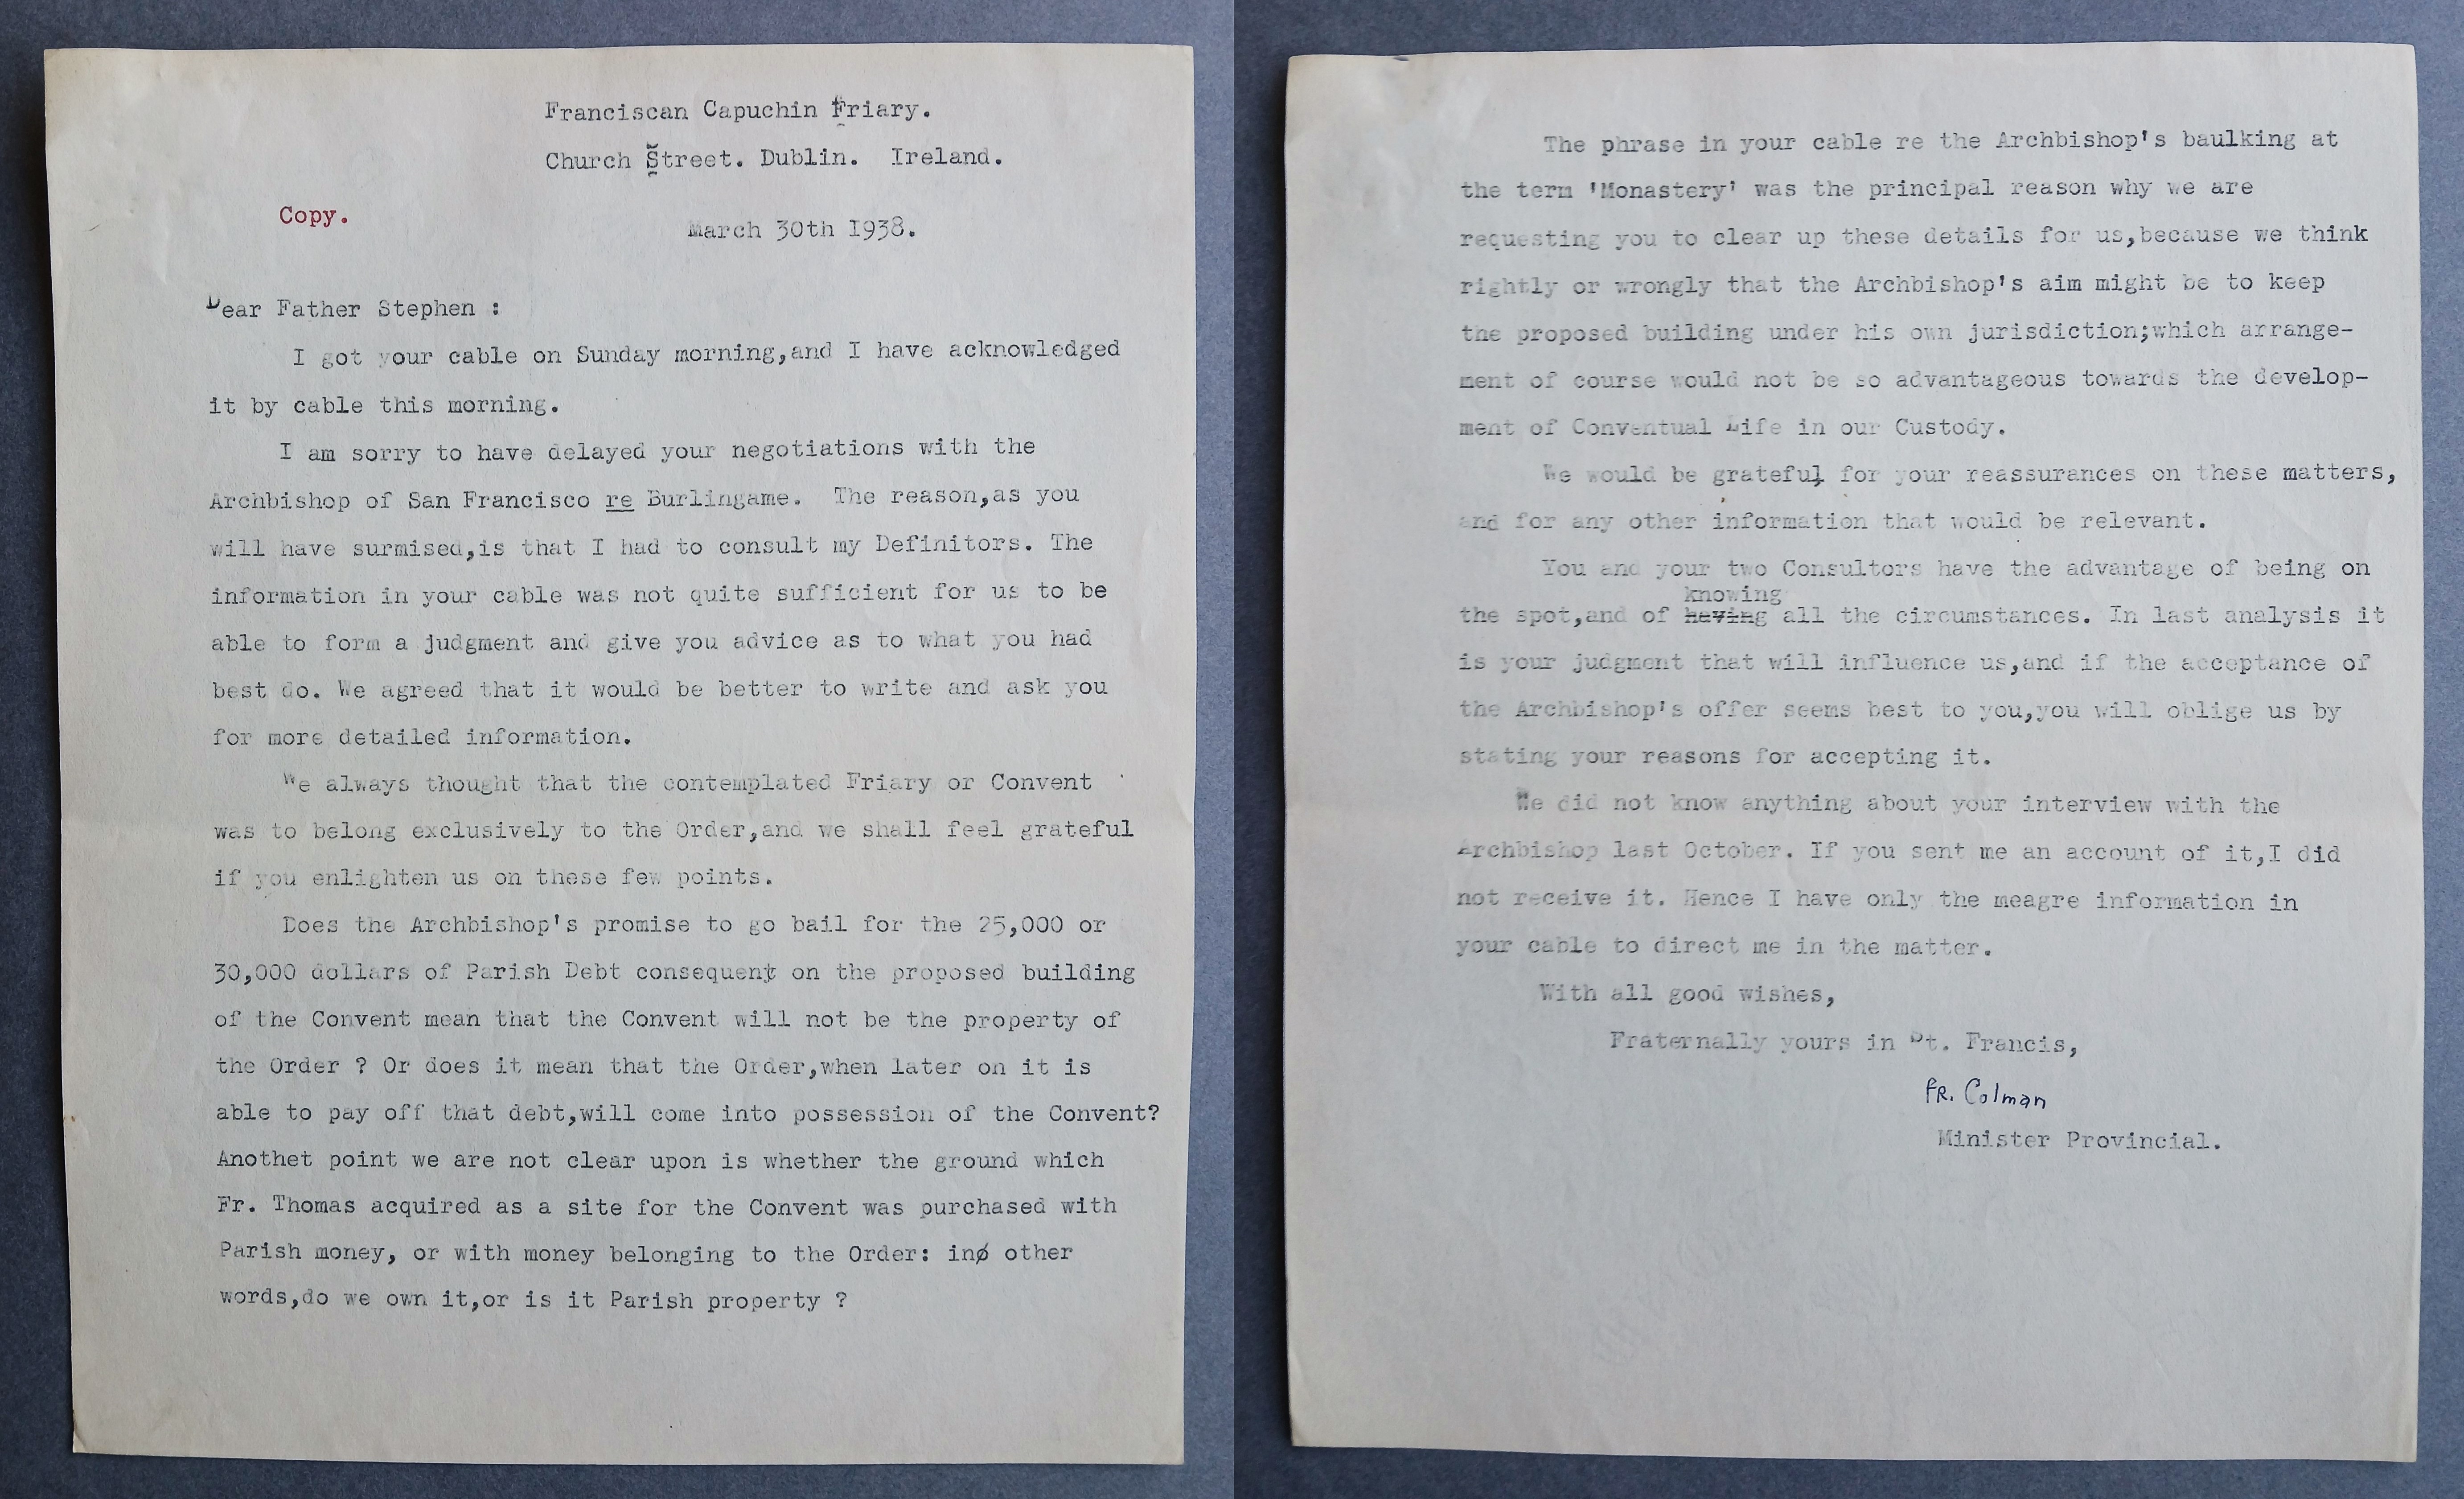 Franciscan Capuchin Friary.
Church Street. Dublin. Ireland.
Copy.
March 30th 1938.
Dear Father Stephen :
I got your cable on Sunday morning,and I have acknowledged
it by cable this morning.
I am sorry to have delayed your negotiations with the
Archbishop of San Francisco re Burlingame. The reason,as you
will have surmised,is that I had to consult my Definitors. The
information in your cable was not quite sufficient for us to be
able to form a judgment and give you advice as to what you had
best do. We agreed that it would be better to write and ask you
for more detailed information.
We always thought that the contemplated Friary or Convent
was to belong exclusively to the Order,and we shall feel grateful
if you enlighten us on these few points.
Does the Archbishop's promise to go bail for the 25,000 or
30,000 dollars of Parish Debt consequent on the proposed building
of the Convent mean that the Convent will not be the property of
the Order ? Or does it mean that the Order,when later on it is
able to pay off that debt,will come into possession of the Convent?
Anothet point we are not clear upon is whether the ground which
Fr. Thomas acquired as a site for the Convent was purchased with
Parish money, or with money belonging to the Order: in other
words,do we own it,or is it Parish property ?
The phrase in your cable re the Archbishop's baulking at
the term 'Monastery' was the principal reason why we are
requesting you to clear up these details for us,because we think
rightly or wrongly that the Archbishop's aim might be to keep
the proposed building under his own jurisdiction;which arrange-
ment of course would not be so advantageous towards the develop-
ment of Conventual Life in our Custody.
We would be grateful for your reassurances on these matters,
and for any other information that would be relevant.
You and your two Consultors have the advantage of being on
knowing
the spot,and of having all the circumstances. In last analysis it
is your judgment that will influence us,and if the acceptance of
the Archbishop's offer seems best to you,you will oblige us by
stating your reasons for accepting it.
We did not know anything about your interview with the
Archbishop last October. If you sent me an account of it,I did
not receive it. Hence I have only the meagre information in
your cable to direct me in the matter.
With all good wishes,
Fraternally yours in St. Francis,
FR. Colman
Minister Provincial.